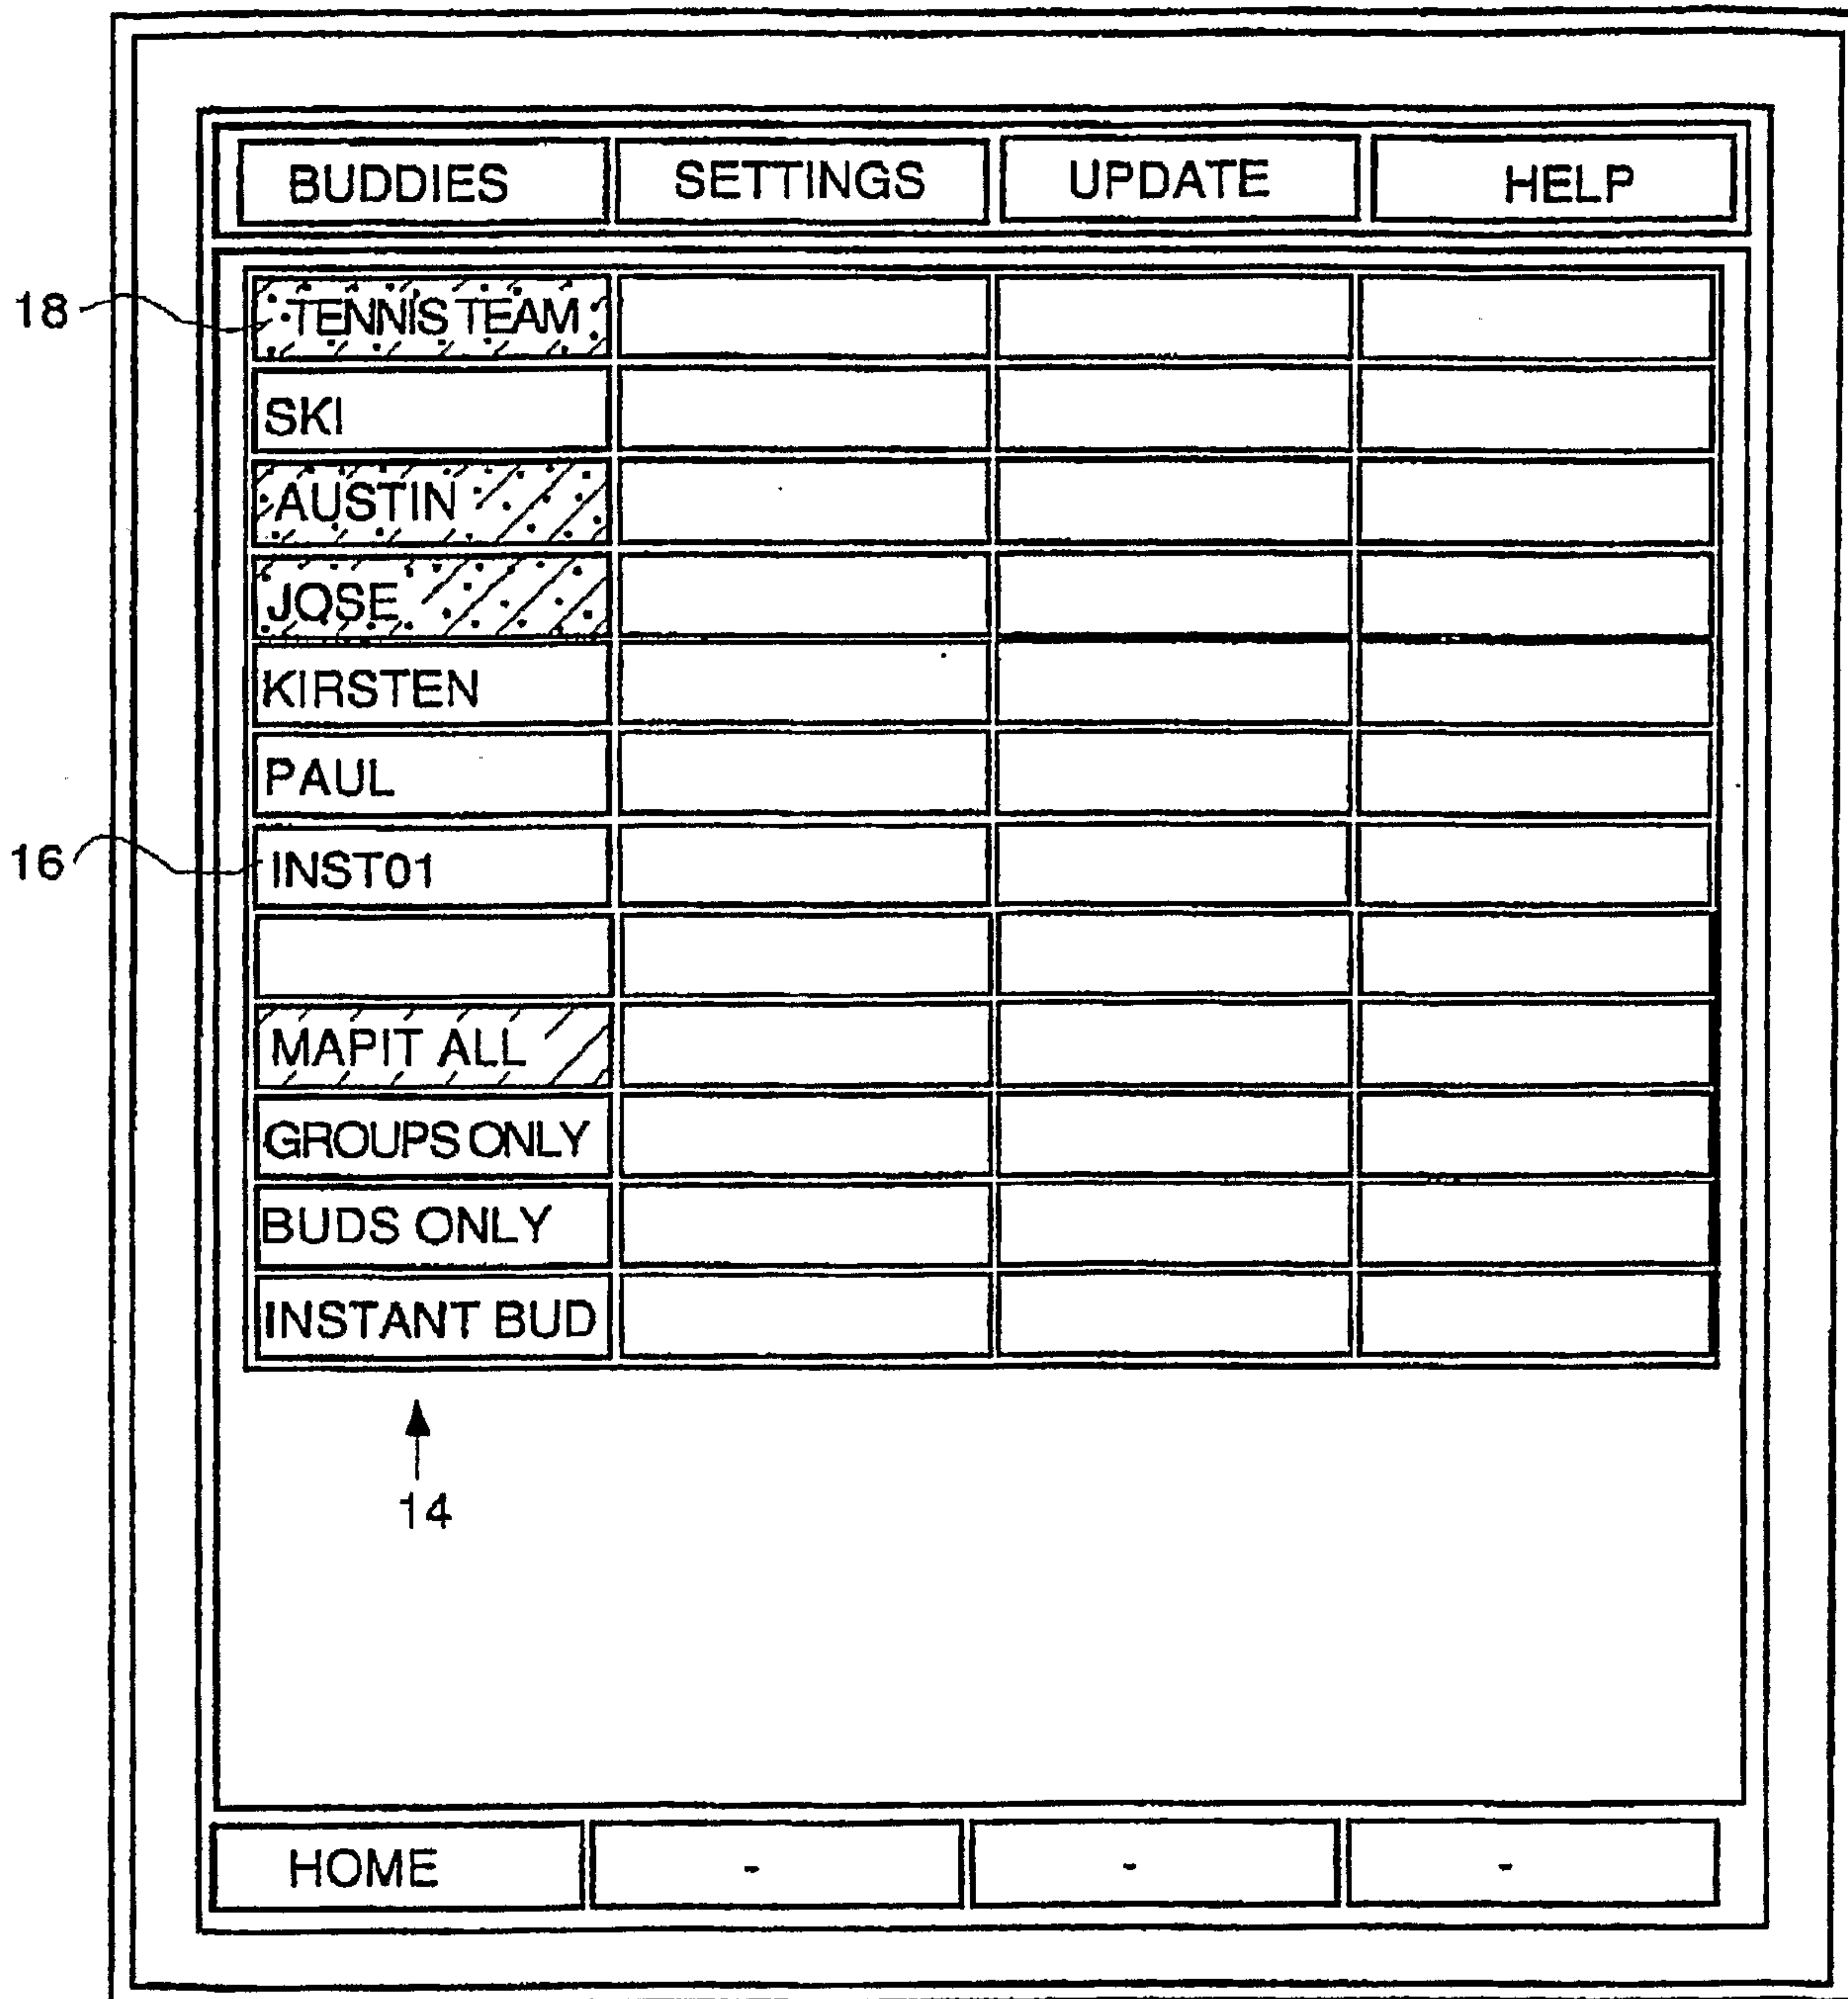 BUDDIES SETTINGS UPDATE HELP
18 TENNIS TEAM
SKI
AUSTIN
JOSE
KIRSTEN
PAUL
16 INST01
MAPIT ALL
GROUPS ONLY
BUDS ONLY
INSTANT BUD
14
HOME - - -